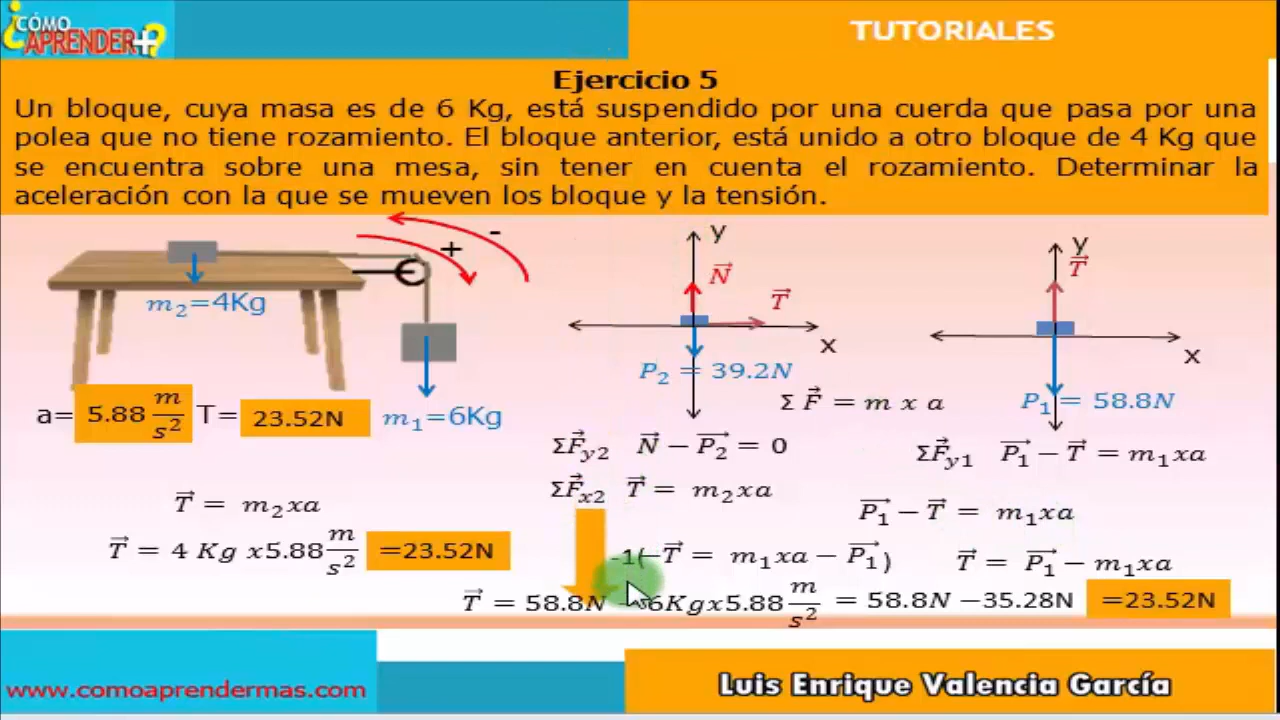 ¿CÓMO
APRENDER+?
TUTORIALES
Ejercicio 5
Un bloque, cuya masa es de 6 Kg, está suspendido por una cuerda que pasa por una
polea que no tiene rozamiento. El bloque anterior, está unido a otro bloque de 4 Kg que
se encuentra sobre una mesa, sin tener en cuenta el rozamiento. Determinar la
aceleración con la que se mueven los bloque y la tensión.
+ -
m₂=4Kg
m₁=6Kg
a= 5.88 m/s² T= 23.52N
y
N⃗
T⃗
x
P₂ = 39.2N
y
T⃗
x
P₁ = 58.8N
Σ F⃗ = m x a
ΣF⃗y2 N⃗ − P₂⃗ = 0
ΣF⃗x2 T⃗ = m₂xa
ΣF⃗y1 P₁⃗ − T⃗ = m₁xa
P₁⃗ − T⃗ = m₁xa
-1(−T⃗ = m₁xa − P₁⃗)
T⃗ = P₁⃗ − m₁xa
T⃗ = m₂xa
T⃗ = 4 Kg x5.88 m/s² =23.52N
T⃗ = 58.8N − 6Kgx5.88 m/s² = 58.8N −35.28N =23.52N
www.comoaprendermas.com
Luis Enrique Valencia García